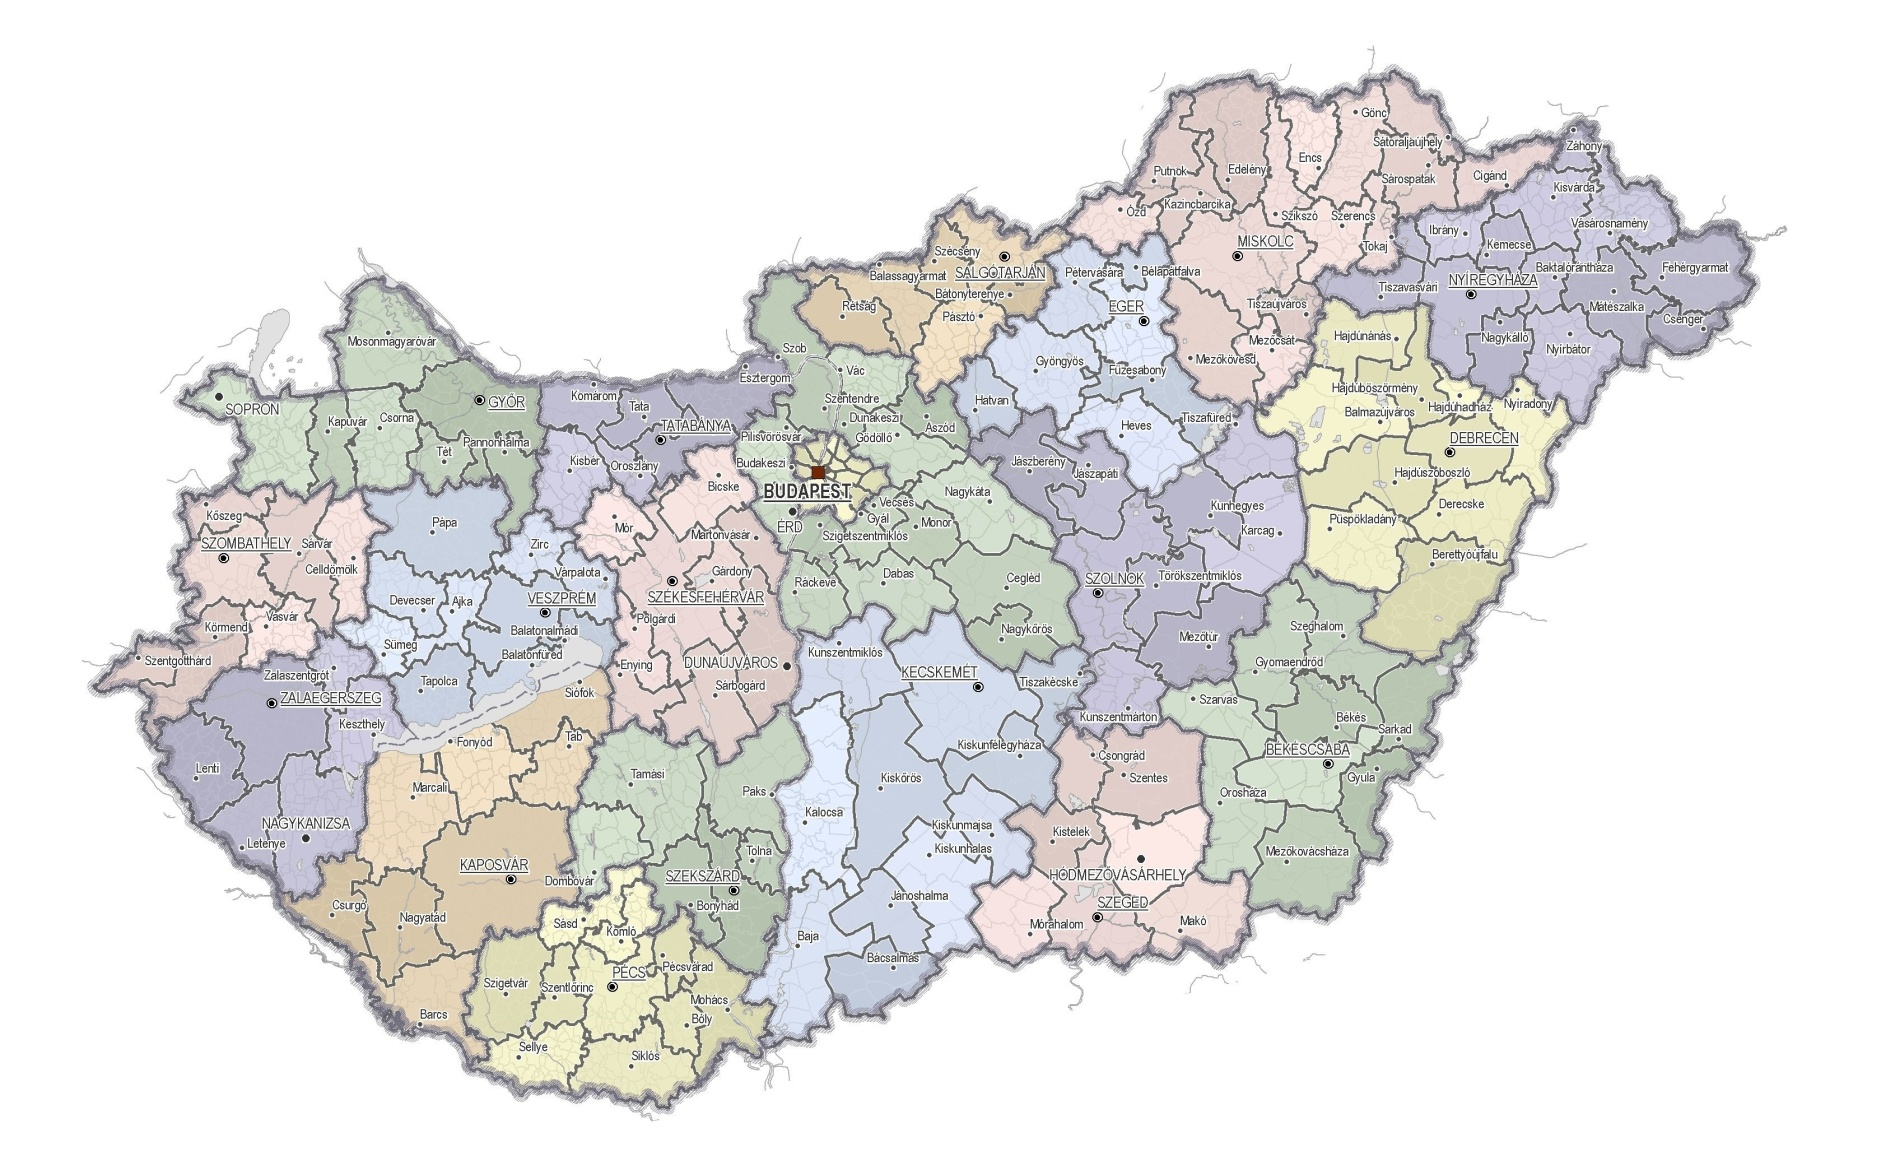 Gönc
Sátoraljaújhely
Záhony
Encs
Putnok
Edelény
Sárospatak
Cigánd
Kisvárda
Kazincbarcika
Ózd
Szikszó
Szerencs
Vásárosnamény
Ibrány
Kemecse
MISKOLC
Tokaj
Szécsény
SALGÓTARJÁN
Balassagyarmat
Pétervására
Bélapátfalva
Baktalórántháza
Fehérgyarmat
NYÍREGYHÁZA
Tiszavasvári
Bátonyterenye
Rétság
EGER
Tiszaújváros
Mátészalka
Pásztó
Csenger
Mosonmagyaróvár
Mezőcsát
Hajdúnánás
Nagykálló
Nyírbátor
Szob
Gyöngyös
Mezőkövesd
Vác
Füzesabony
Esztergom
Komárom
Hajdúböszörmény
SOPRON
GYŐR
Tata
Szentendre
Hatvan
Balmazújváros
Hajdúhadház
Nyíradony
Kapuvár
Csorna
TATABÁNYA
Dunakeszi
Aszód
Heves
Tiszafüred
Pilisvörösvár
Gödöllő
DEBRECEN
Pannonhalma
Tét
Kisbér
Oroszlány
Budakeszi
Jászberény
Jászapáti
Hajdúszoboszló
Bicske
BUDAPEST
Nagykáta
Vecsés
Kunhegyes
Derecske
Kőszeg
Pápa
Mór
Gyál
Monor
Püspökladány
ÉRD
Karcag
Martonvásár
Szigetszentmiklós
SZOMBATHELY
Sárvár
Zirc
Berettyóújfalu
Celldömölk
Várpalota
Gárdony
Ráckeve
Dabas
Cegléd
SZOLNOK
Törökszentmiklós
Devecser
Ajka
VESZPRÉM
SZÉKESFEHÉRVÁR
Vasvár
Körmend
Balatonalmádi
Polgárdi
Nagykőrös
Mezőtúr
Szeghalom
Sümeg
Balatonfüred
Kunszentmiklós
Szentgotthárd
Enying
DUNAÚJVÁROS
Gyomaendrőd
Zalaszentgrót
KECSKEMÉT
Tapolca
Sárbogárd
Tiszakécske
Siófok
ZALAEGERSZEG
Szarvas
Keszthely
Kunszentmárton
Békés
Sarkad
Fonyód
Tab
Kiskunfélegyháza
BÉKÉSCSABA
Csongrád
Lenti
Tamási
Kiskőrös
Szentes
Gyula
Marcali
Paks
Orosháza
Kalocsa
NAGYKANIZSA
Kiskunmajsa
Kistelek
Letenye
Kiskunhalas
Tolna
Mezőkovácsháza
KAPOSVÁR
Dombóvár
SZEKSZÁRD
HÓDMEZŐVÁSÁRHELY
Jánoshalma
Csurgó
Bonyhád
SZEGED
Nagyatád
Sásd
Komló
Mórahalom
Makó
Baja
Bácsalmás
PÉCS
Pécsvárad
Szigetvár
Szentlőrinc
Mohács
Barcs
Bóly
Sellye
Siklós